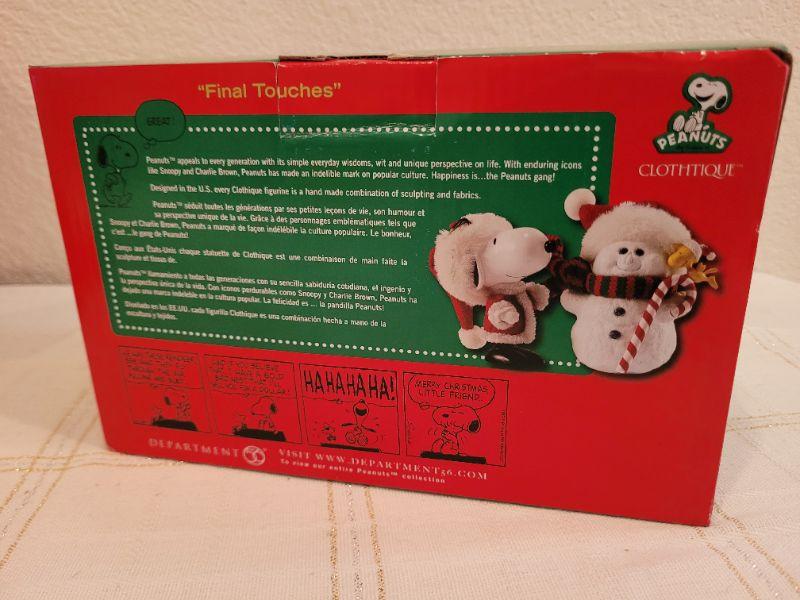 "Final Touches"
GREAT!
PEANUTS
CLOTHTIQUE™
Peanuts™ appeals to every generation with its simple everyday wisdoms, wit and unique perspective on life. With enduring icons
like Snoopy and Charlie Brown, Peanuts has made an indelible mark on popular culture. Happiness is...the Peanuts gang!
Designed in the U.S. every Clothtique figurine is a hand made combination of sculpting and fabrics.
Peanuts™ séduit toutes les générations par ses petites leçons de vie, son humour et
sa perspective unique de la vie. Grâce à des personnages emblématiques tels que
Snoopy et Charlie Brown, Peanuts a marqué de façon indélébile la culture populaire. Le bonheur,
c'est ...le gang de Peanuts!
Conçu aux États-Unis chaque statuette de Clothtique est une combinaison de main faite la
sculpture et tissus de.
Peanuts™ llamamiento a todas las generaciones con su sencilla sabiduría cotidiana, el ingenio y
la perspectiva única de la vida. Con iconos perdurables como Snoopy y Charlie Brown, Peanuts ha
dejado una marca indeleble en la cultura popular. La felicidad es ... la pandilla Peanuts!
Diseñado en los EE.UU. cada figurilla Clothtique es una combinación hecha a mano de la
escultura y tejidos.
HA HA HA HA!
MERRY CHRISTMAS,
LITTLE FRIEND..
DEPARTMENT 56
VISIT WWW.DEPARTMENT56.COM
To view our entire Peanuts™ collection